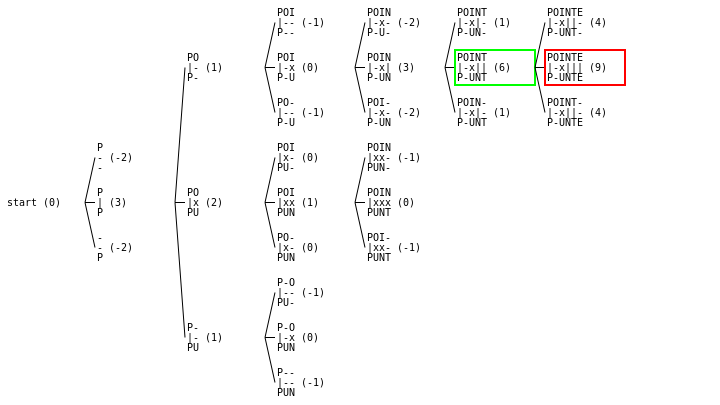 POI POIN POINT POINTE
|-- (-1) |-x- (-2) |-x|- (1) |-x||- (4)
P-- P-U- P-UN- P-UNT-
PO POI POIN POINT POINTE
|- (1) |-x (0) |-x| (3) |-x|| (6) |-x||| (9)
P- P-U P-UN P-UNT P-UNTE
PO- POI- POIN- POINT-
|-- (-1) |-x- (-2) |-x|- (1) |-x||- (4)
P-U P-UN P-UNT P-UNTE
P POI POIN
- (-2) |x- (0) |xx- (-1)
- PU- PUN-
P PO POI POIN
start (0) | (3) |x (2) |xx (1) |xxx (0)
P PU PUN PUNT
- PO- POI-
- (-2) |x- (0) |xx- (-1)
P PUN PUNT
P-O
|-- (-1)
PU-
P- P-O
|- (1) |-x (0)
PU PUN
P--
|-- (-1)
PUN